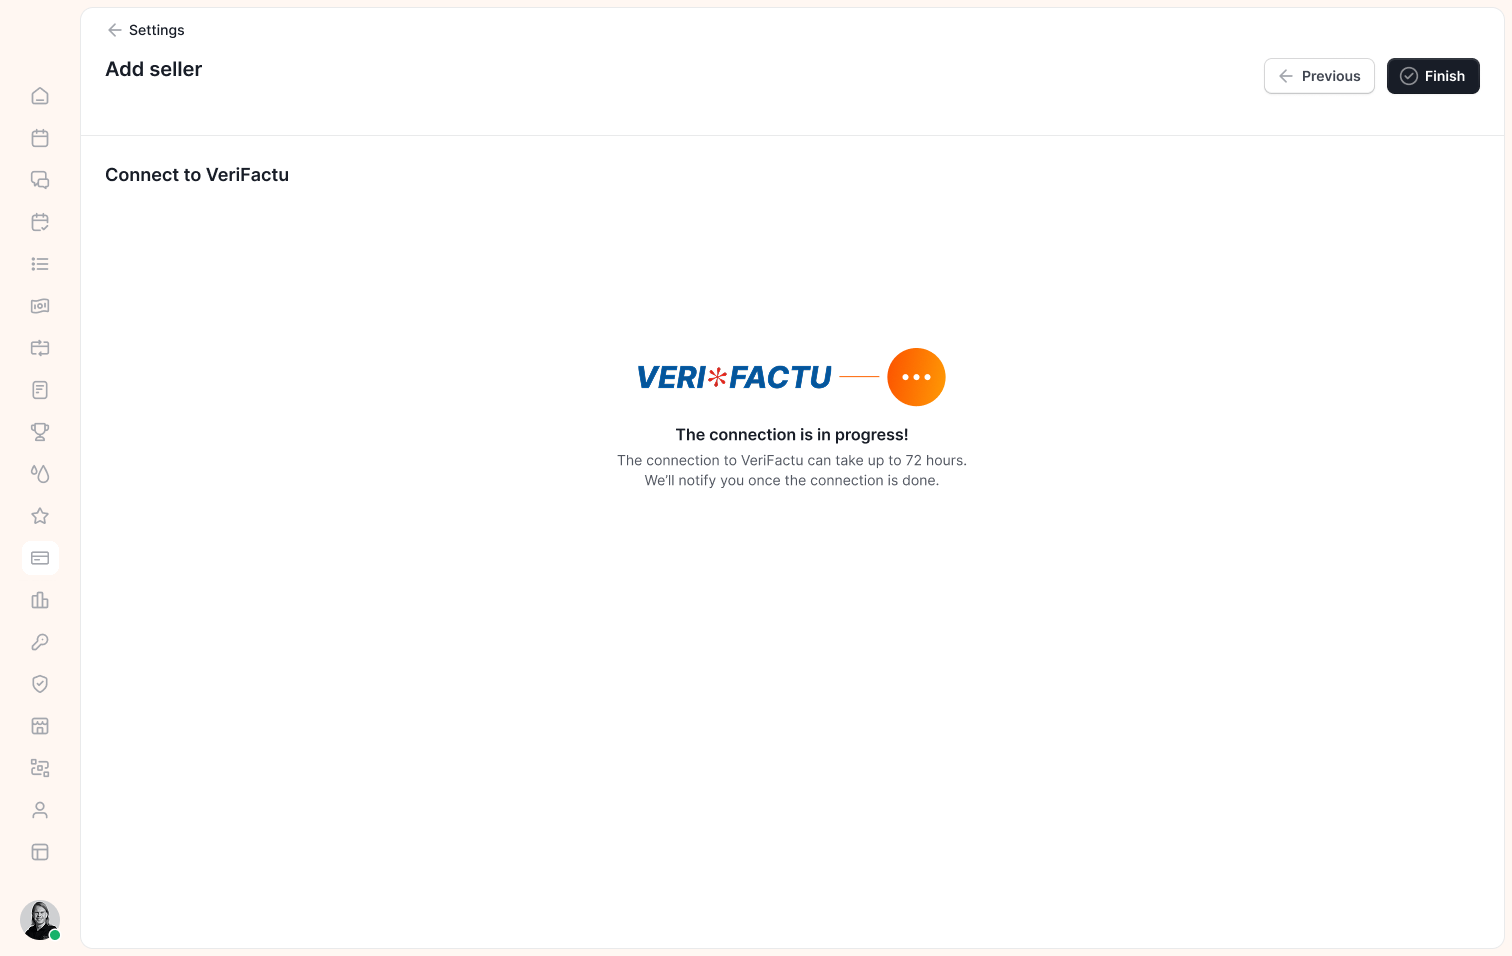 Settings
Add seller
Previous
Finish
Connect to VeriFactu
VERI*FACTU
The connection is in progress!
The connection to VeriFactu can take up to 72 hours.
We'll notify you once the connection is done.